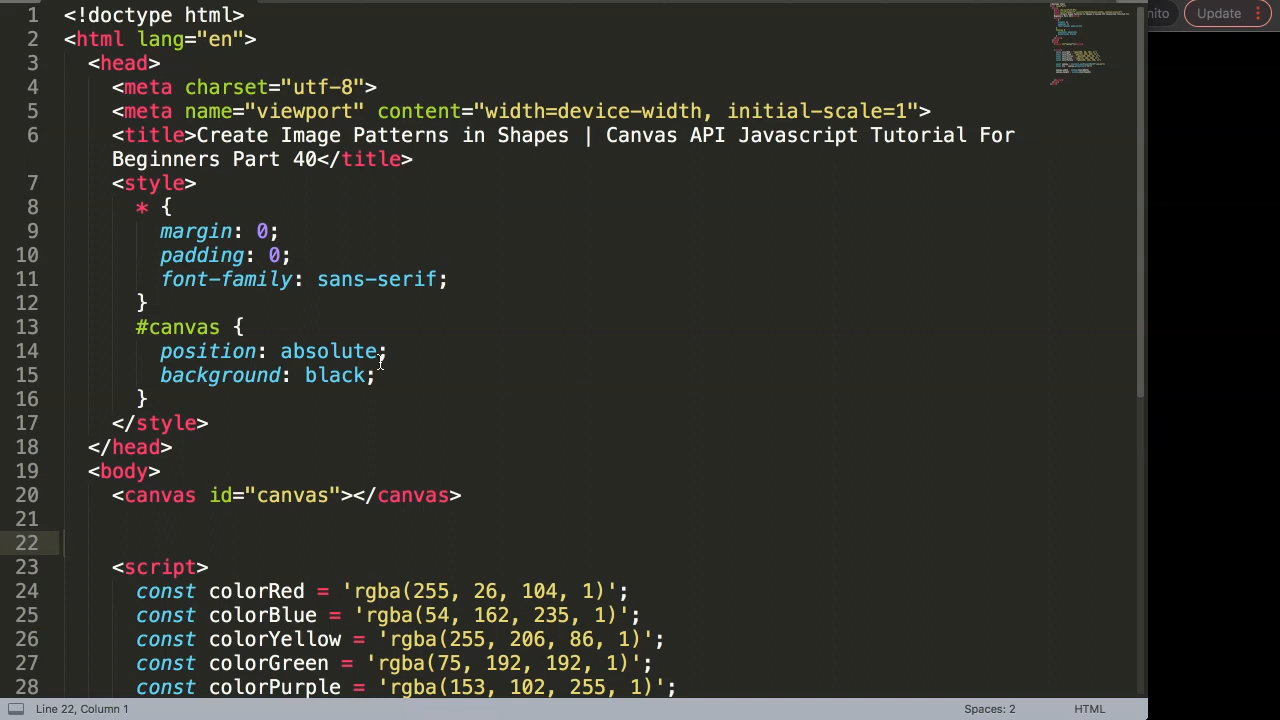 1 <!doctype html>
2 <html lang="en">
3 <head>
4 <meta charset="utf-8">
5 <meta name="viewport" content="width=device-width, initial-scale=1">
6 <title>Create Image Patterns in Shapes | Canvas API Javascript Tutorial For
Beginners Part 40</title>
7 <style>
8 * {
9 margin: 0;
10 padding: 0;
11 font-family: sans-serif;
12 }
13 #canvas {
14 position: absolute;
15 background: black;
16 }
17 </style>
18 </head>
19 <body>
20 <canvas id="canvas"></canvas>
21
22
23 <script>
24 const colorRed = 'rgba(255, 26, 104, 1)';
25 const colorBlue = 'rgba(54, 162, 235, 1)';
26 const colorYellow = 'rgba(255, 206, 86, 1)';
27 const colorGreen = 'rgba(75, 192, 192, 1)';
28 const colorPurple = 'rgba(153, 102, 255, 1)';
nito Update
Line 22, Column 1 Spaces: 2 HTML